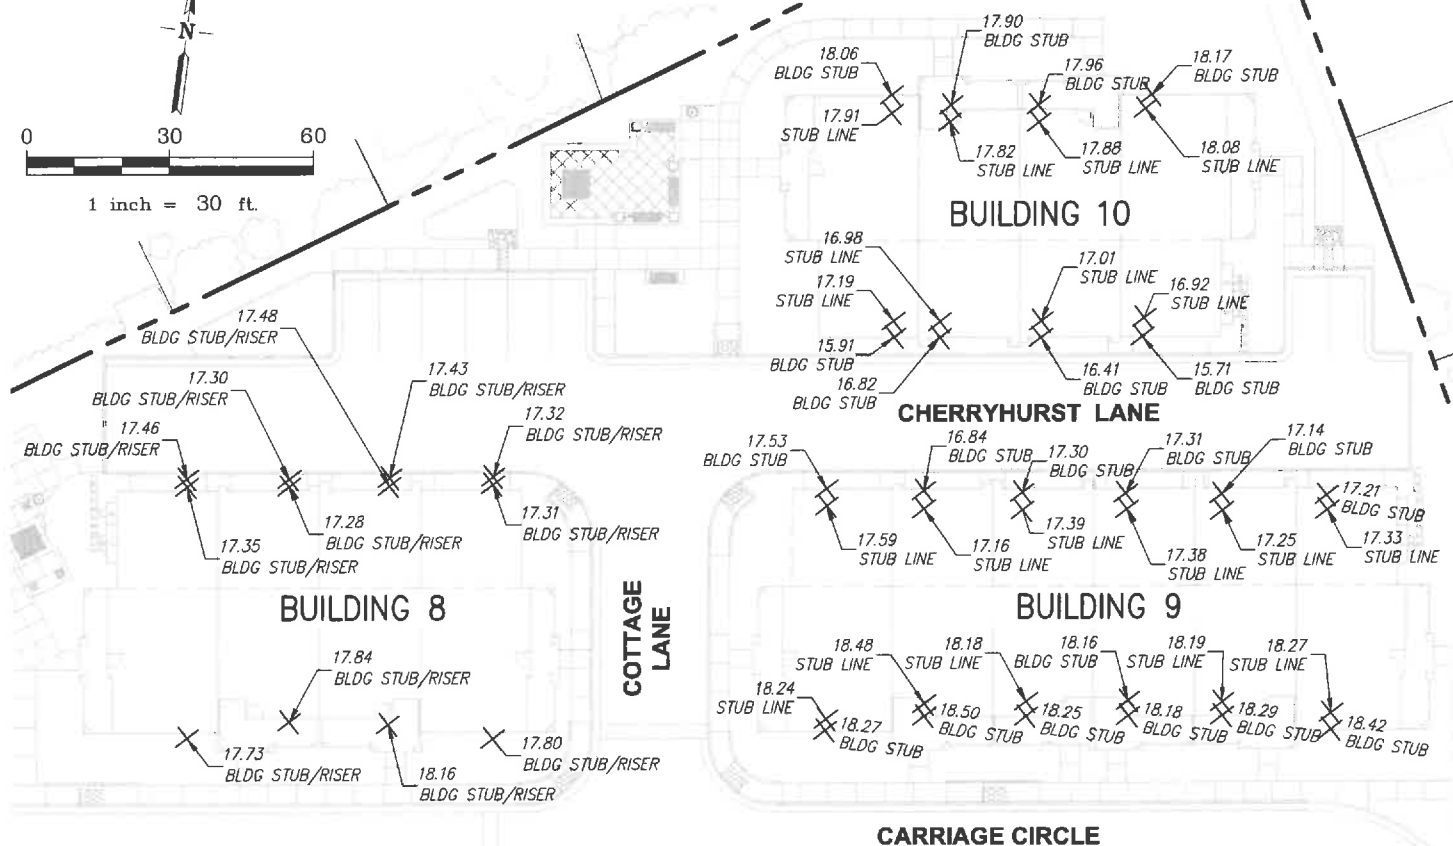 N
0 30 60
1 inch = 30 ft.
17.90
BLDG STUB
18.06
BLDG STUB
17.96
BLDG STUB
18.17
BLDG STUB
17.91
STUB LINE
17.82
STUB LINE
17.88
STUB LINE
18.08
STUB LINE
BUILDING 10
16.98
STUB LINE
17.01
STUB LINE
17.19
STUB LINE
16.92
STUB LINE
15.91
BLDG STUB
16.82
BLDG STUB
16.41
BLDG STUB
15.71
BLDG STUB
CHERRYHURST LANE
17.48
BLDG STUB/RISER
17.30
BLDG STUB/RISER
17.43
BLDG STUB/RISER
17.46
BLDG STUB/RISER
17.32
BLDG STUB/RISER
17.35
BLDG STUB/RISER
17.28
BLDG STUB/RISER
17.31
BLDG STUB/RISER
BUILDING 8
17.84
BLDG STUB/RISER
17.73
BLDG STUB/RISER
18.16
BLDG STUB/RISER
17.80
BLDG STUB/RISER
COTTAGE
LANE
17.53
BLDG STUB
16.84
BLDG STUB
17.30
BLDG STUB
17.31
BLDG STUB
17.14
BLDG STUB
17.21
BLDG STUB
17.59
STUB LINE
17.16
STUB LINE
17.39
STUB LINE
17.38
STUB LINE
17.25
STUB LINE
17.33
STUB LINE
BUILDING 9
18.48
STUB LINE
18.18
STUB LINE
18.16
BLDG STUB
18.19
STUB LINE
18.27
STUB LINE
18.24
STUB LINE
18.27
BLDG STUB
18.50
BLDG STUB
18.25
BLDG STUB
18.18
BLDG STUB
18.29
BLDG STUB
18.42
BLDG STUB
CARRIAGE CIRCLE